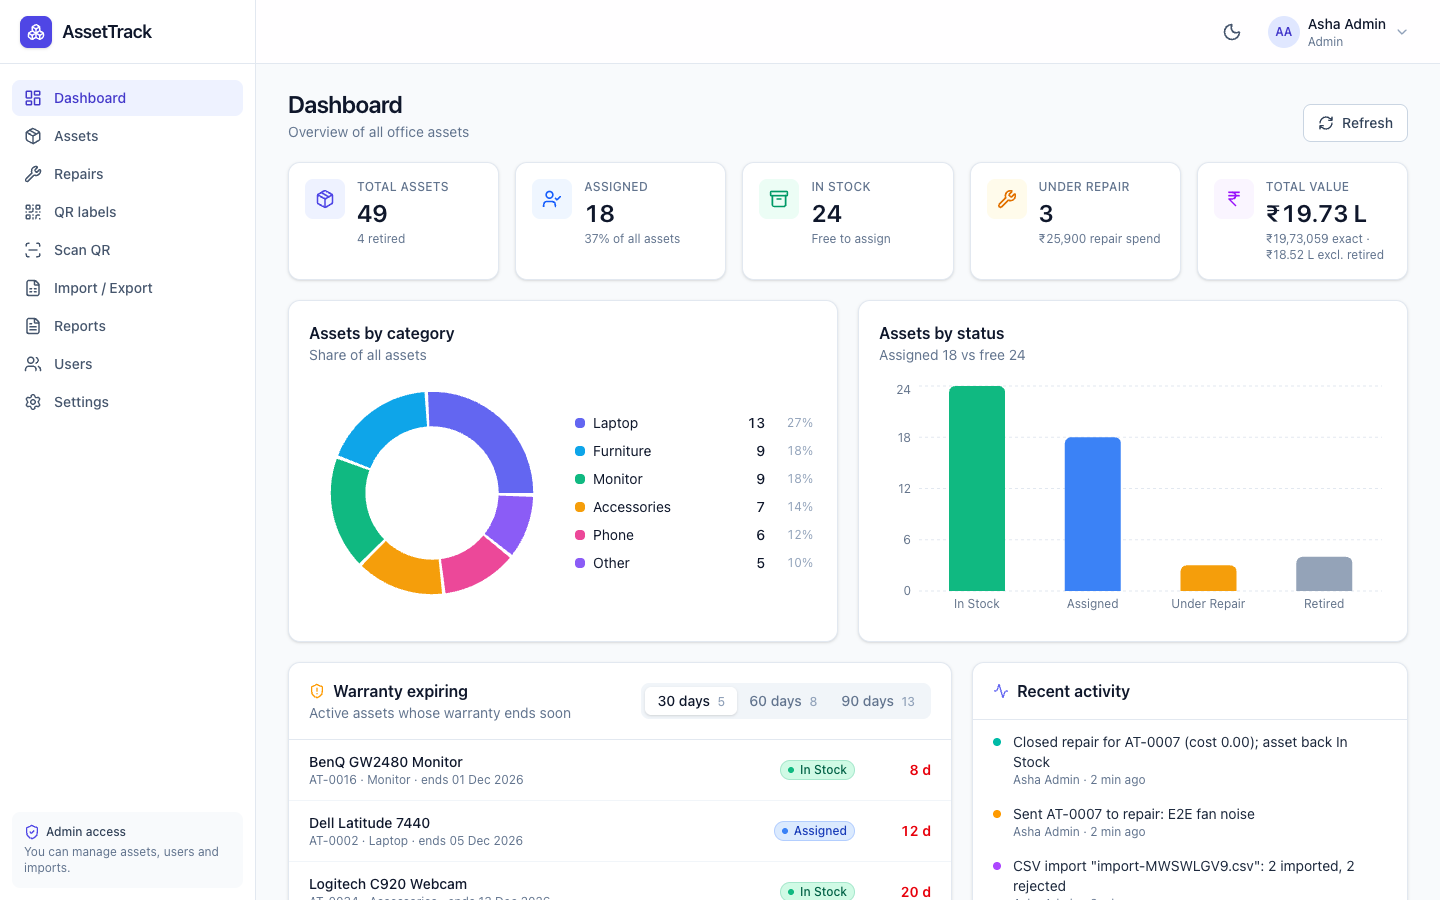 AssetTrack
Asha Admin
AA
Admin
Dashboard
Assets
Repairs
QR labels
Scan QR
Import / Export
Reports
Users
Settings
Admin access
You can manage assets, users and
imports.
Dashboard
Overview of all office assets
Refresh
TOTAL ASSETS
49
4 retired
ASSIGNED
18
37% of all assets
IN STOCK
24
Free to assign
UNDER REPAIR
3
₹25,900 repair spend
TOTAL VALUE
₹19.73 L
₹19,73,059 exact ·
₹18.52 L excl. retired
Assets by category
Share of all assets
Laptop 13 27%
Furniture 9 18%
Monitor 9 18%
Accessories 7 14%
Phone 6 12%
Other 5 10%
Assets by status
Assigned 18 vs free 24
24
18
12
6
0
In Stock Assigned Under Repair Retired
Warranty expiring
Active assets whose warranty ends soon
30 days 5 60 days 8 90 days 13
BenQ GW2480 Monitor
AT-0016 · Monitor · ends 01 Dec 2026
In Stock 8 d
Dell Latitude 7440
AT-0002 · Laptop · ends 05 Dec 2026
Assigned 12 d
Logitech C920 Webcam
In Stock 20 d
Recent activity
Closed repair for AT-0007 (cost 0.00); asset back In
Stock
Asha Admin · 2 min ago
Sent AT-0007 to repair: E2E fan noise
Asha Admin · 2 min ago
CSV import "import-MWSWLGV9.csv": 2 imported, 2
rejected